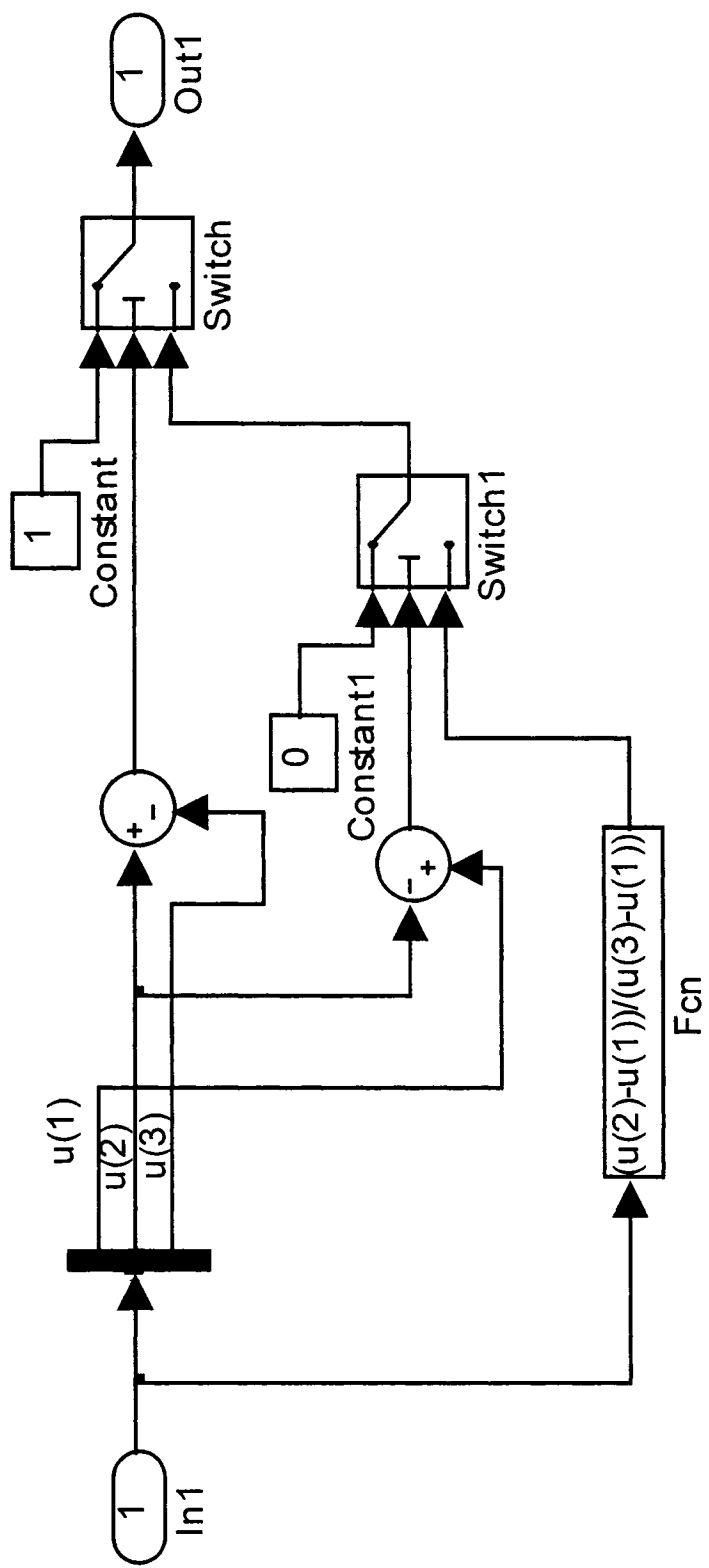 1
In1
u(1)
u(2)
u(3)
+
-
1
Constant
-
+
0
Constant1
(u(2)-u(1))/(u(3)-u(1))
Fcn
Switch1
Switch
1
Out1